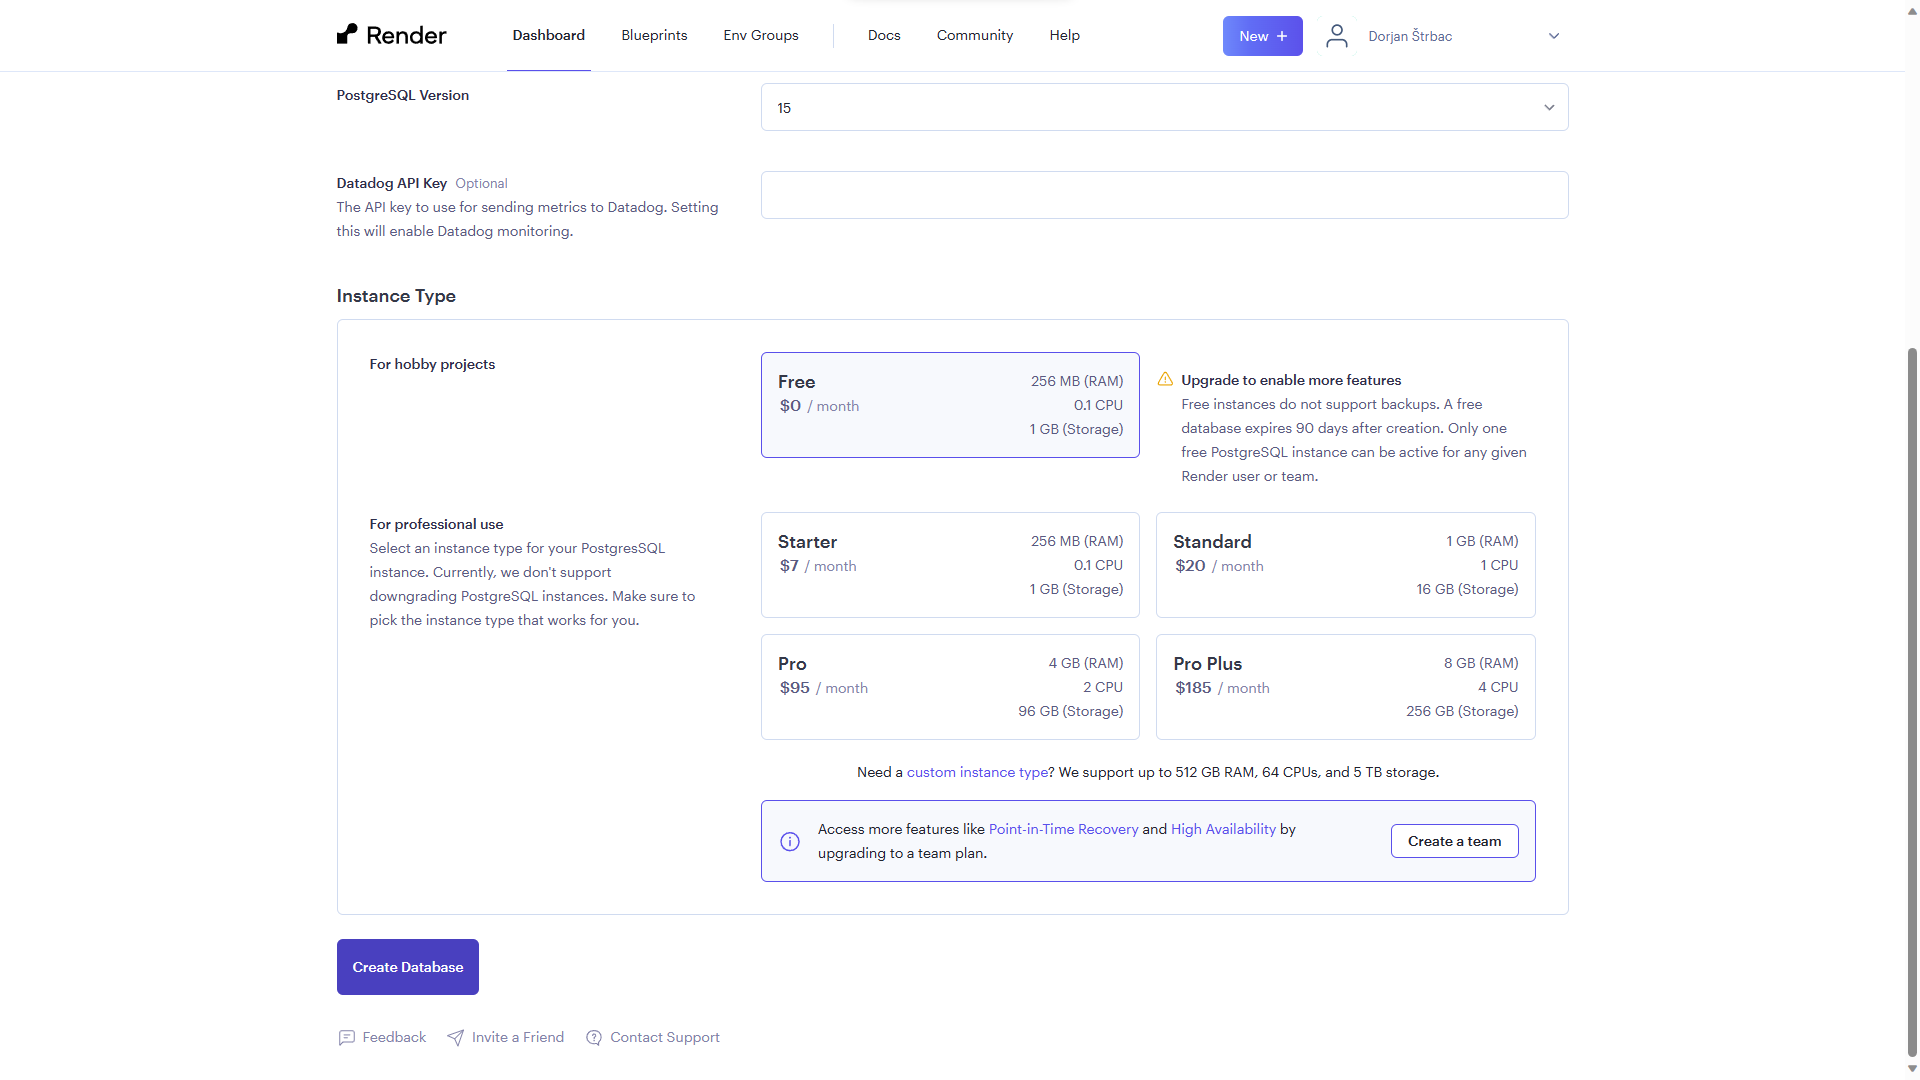 Render
Dashboard
Blueprints
Env Groups
Docs
Community
Help
New +
Dorjan Štrbac
PostgreSQL Version
15
Datadog API Key Optional
The API key to use for sending metrics to Datadog. Setting
this will enable Datadog monitoring.
Instance Type
For hobby projects
Free
$0 / month
256 MB (RAM)
0.1 CPU
1 GB (Storage)
Upgrade to enable more features
Free instances do not support backups. A free
database expires 90 days after creation. Only one
free PostgreSQL instance can be active for any given
Render user or team.
For professional use
Select an instance type for your PostgresSQL
instance. Currently, we don't support
downgrading PostgreSQL instances. Make sure to
pick the instance type that works for you.
Starter
$7 / month
256 MB (RAM)
0.1 CPU
1 GB (Storage)
Standard
$20 / month
1 GB (RAM)
1 CPU
16 GB (Storage)
Pro
$95 / month
4 GB (RAM)
2 CPU
96 GB (Storage)
Pro Plus
$185 / month
8 GB (RAM)
4 CPU
256 GB (Storage)
Need a custom instance type? We support up to 512 GB RAM, 64 CPUs, and 5 TB storage.
Access more features like Point-in-Time Recovery and High Availability by
upgrading to a team plan.
Create a team
Create Database
Feedback
Invite a Friend
Contact Support